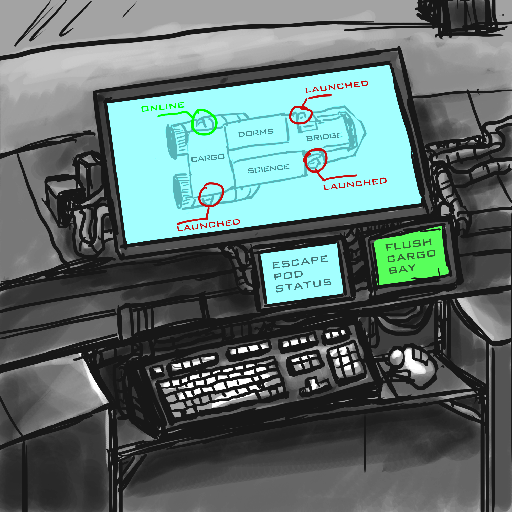 LAUNCHED
ONLINE
DORMS
BRIDGE
CARGO
SCIENCE
LAUNCHED
LAUNCHED
ESCAPE
POD
STATUS
FLUSH
CARGO
BAY